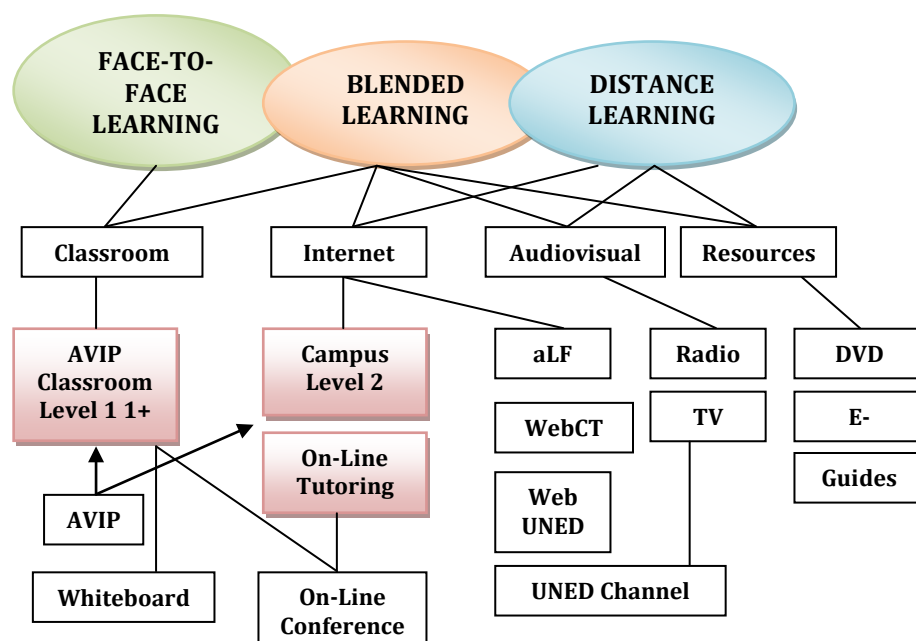 FACE-TO-
FACE
LEARNING
BLENDED
LEARNING
DISTANCE
LEARNING
Classroom
Internet
Audiovisual
Resources
AVIP
Classroom
Level 1 1+
Campus
Level 2
aLF
Radio
DVD
WebCT
TV
E-
On-Line
Tutoring
Guides
AVIP
Web
UNED
Whiteboard
On-Line
Conference
UNED Channel